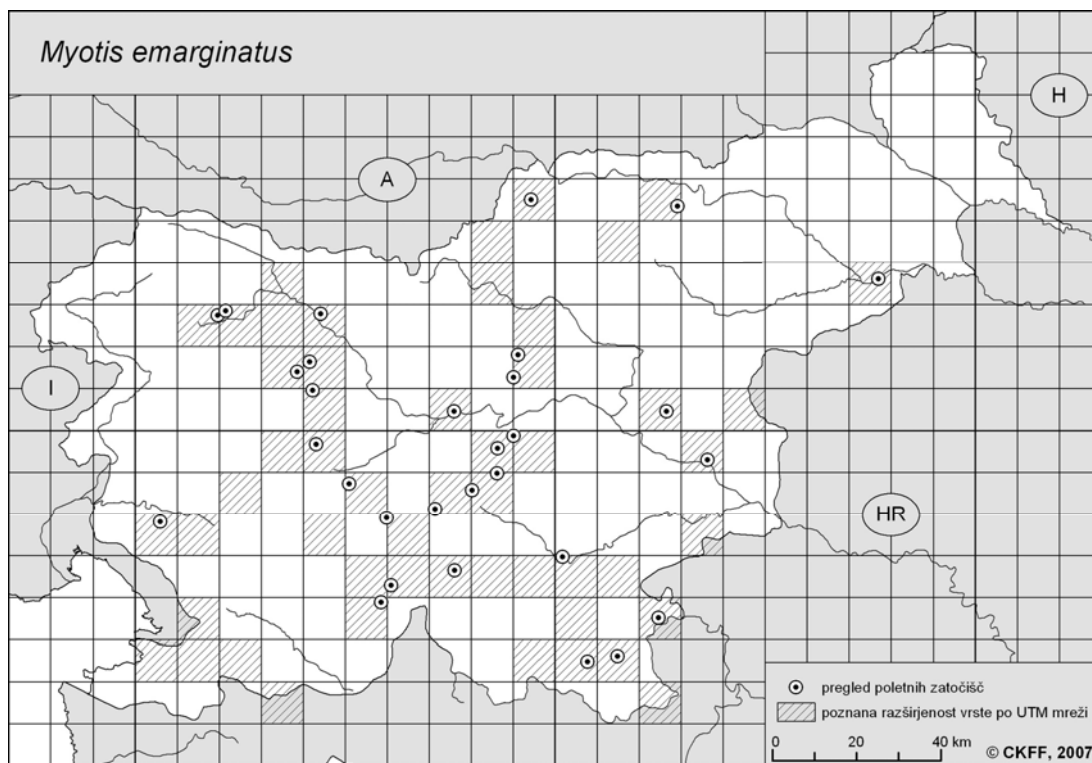 Myotis emarginatus
H
A
I
HR
pregled poletnih zatočišč
poznana razširjenost vrste po UTM mreži
0 20 40 km
© CKFF, 2007